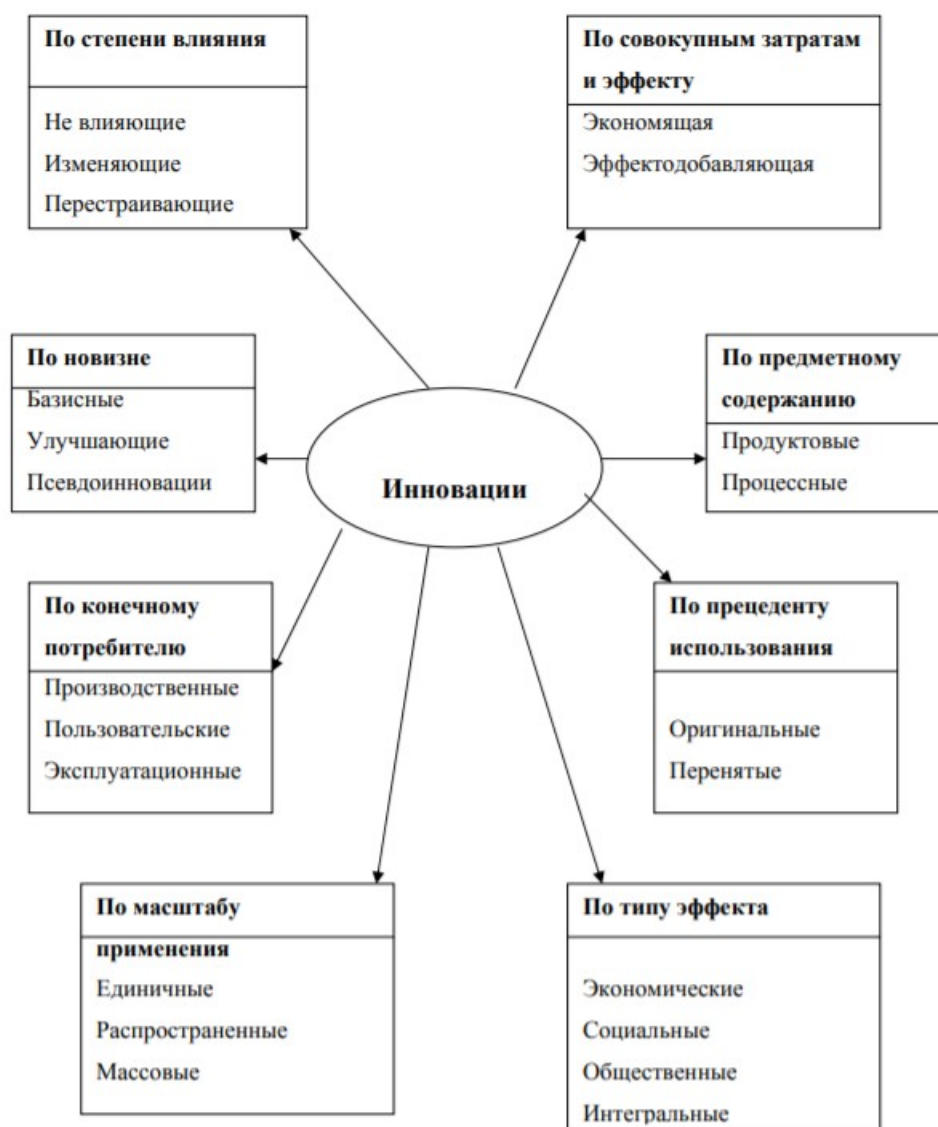 По степени влияния
Не влияющие
Изменяющие
Перестраивающие
По совокупным затратам
и эффекту
Экономящая
Эффектодобавляющая
По новизне
Базисные
Улучшающие
Псевдоинновации
Инновации
По предметному
содержанию
Продуктовые
Процессные
По конечному
потребителю
Производственные
Пользовательские
Эксплуатационные
По прецеденту
использования
Оригинальные
Перенятые
По масштабу
применения
Единичные
Распространенные
Массовые
По типу эффекта
Экономические
Социальные
Общественные
Интегральные